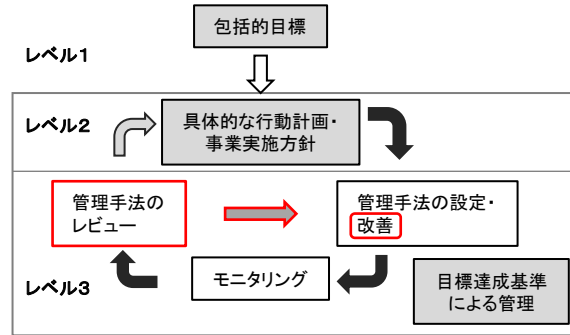 包括的目標
レベル1
レベル2
具体的な行動計画・
事業実施方針
管理手法の
レビュー
管理手法の設定・
改善
モニタリング
レベル3
目標達成基準
による管理